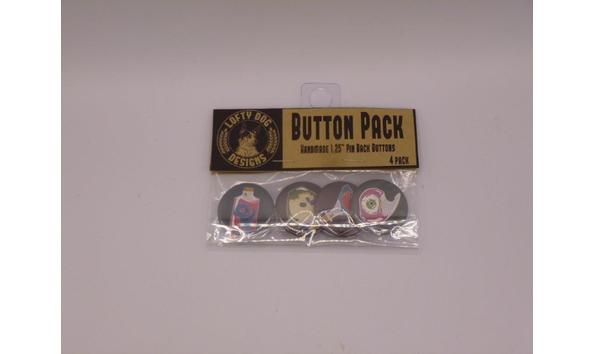 LOFTY DOG
DESIGNS
BUTTON PACK
HANDMADE 1.25" PIN BACK BUTTONS
4 PACK